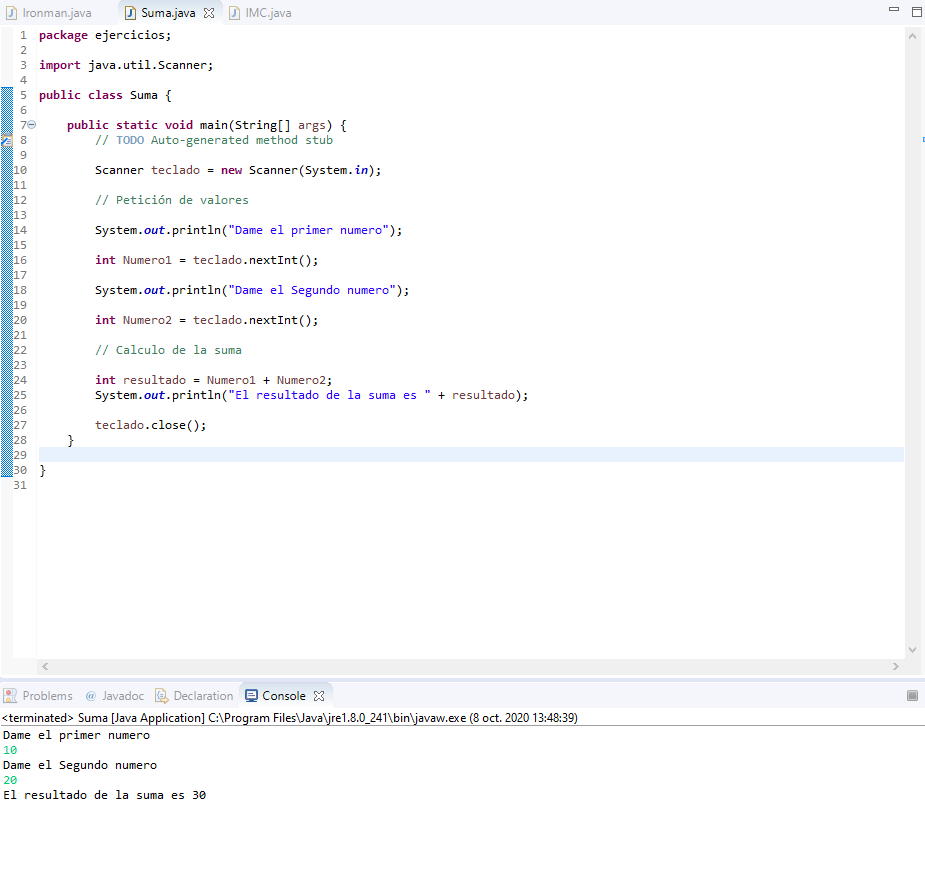 Ironman.java Suma.java IMC.java
1 package ejercicios;
2
3 import java.util.Scanner;
4
5 public class Suma {
6
7 public static void main(String[] args) {
8 // TODO Auto-generated method stub
9
10 Scanner teclado = new Scanner(System.in);
11
12 // Petición de valores
13
14 System.out.println("Dame el primer numero");
15
16 int Numero1 = teclado.nextInt();
17
18 System.out.println("Dame el Segundo numero");
19
20 int Numero2 = teclado.nextInt();
21
22 // Calculo de la suma
23
24 int resultado = Numero1 + Numero2;
25 System.out.println("El resultado de la suma es " + resultado);
26
27 teclado.close();
28 }
29
30 }
31
Problems @ Javadoc Declaration Console
<terminated> Suma [Java Application] C:\Program Files\Java\jre1.8.0_241\bin\javaw.exe (8 oct. 2020 13:48:39)
Dame el primer numero
10
Dame el Segundo numero
20
El resultado de la suma es 30